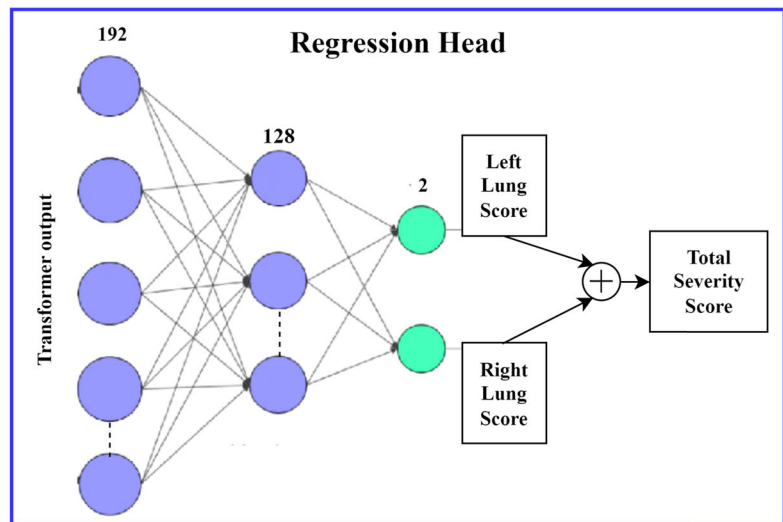 Regression Head
192
128
2
Transformer output
Left
Lung
Score
Right
Lung
Score
Total
Severity
Score